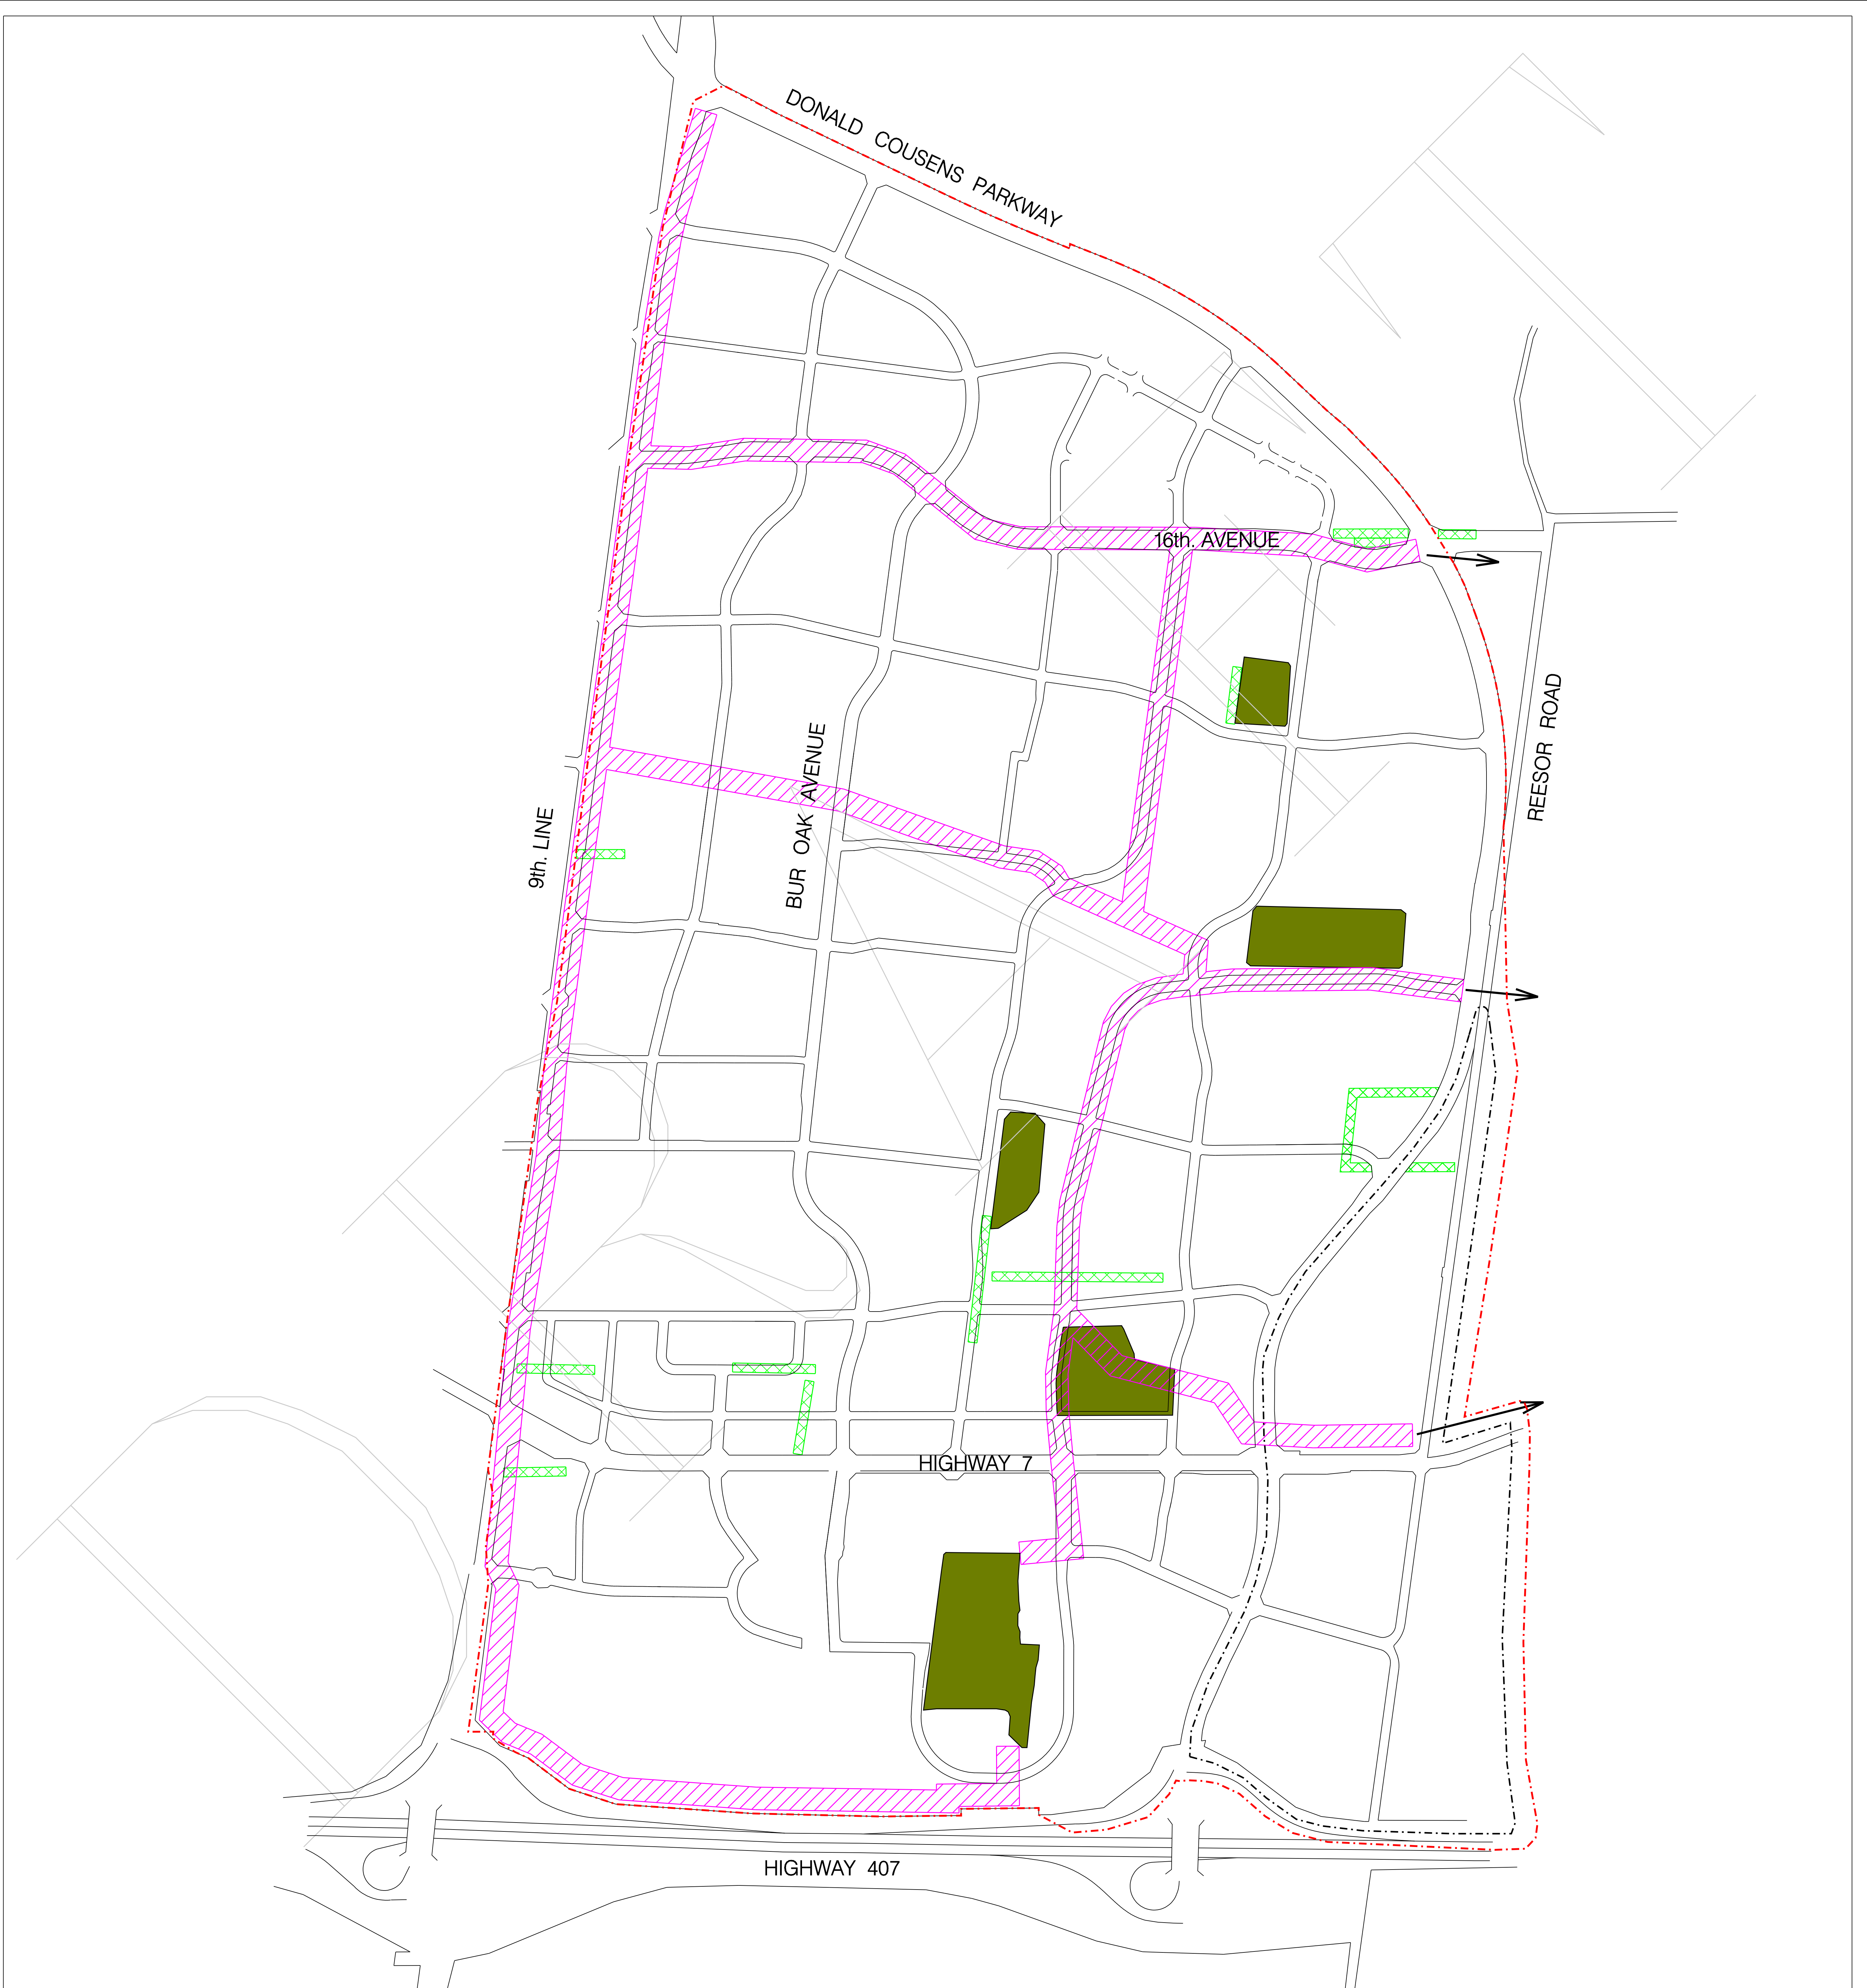 DONALD COUSENS PARKWAY
16th. AVENUE
REESOR ROAD
BUR OAK AVENUE
9th. LINE
HIGHWAY 7
HIGHWAY 407